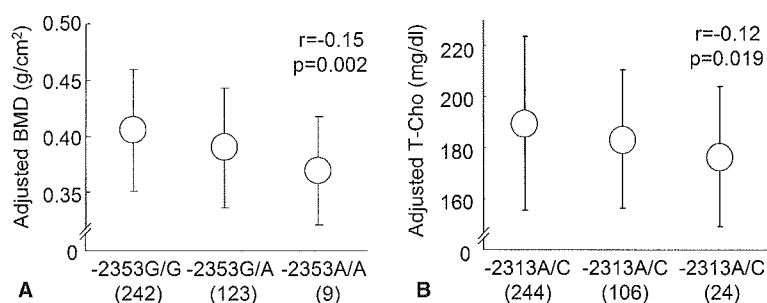 0.50
0.45
0.40
0.35
0
Adjusted BMD (g/cm²)
r=-0.15
p=0.002
-2353G/G -2353G/A -2353A/A
(242) (123) (9)
A
220
200
180
160
0
Adjusted T-Cho (mg/dl)
r=-0.12
p=0.019
-2313A/C -2313A/C -2313A/C
(244) (106) (24)
B